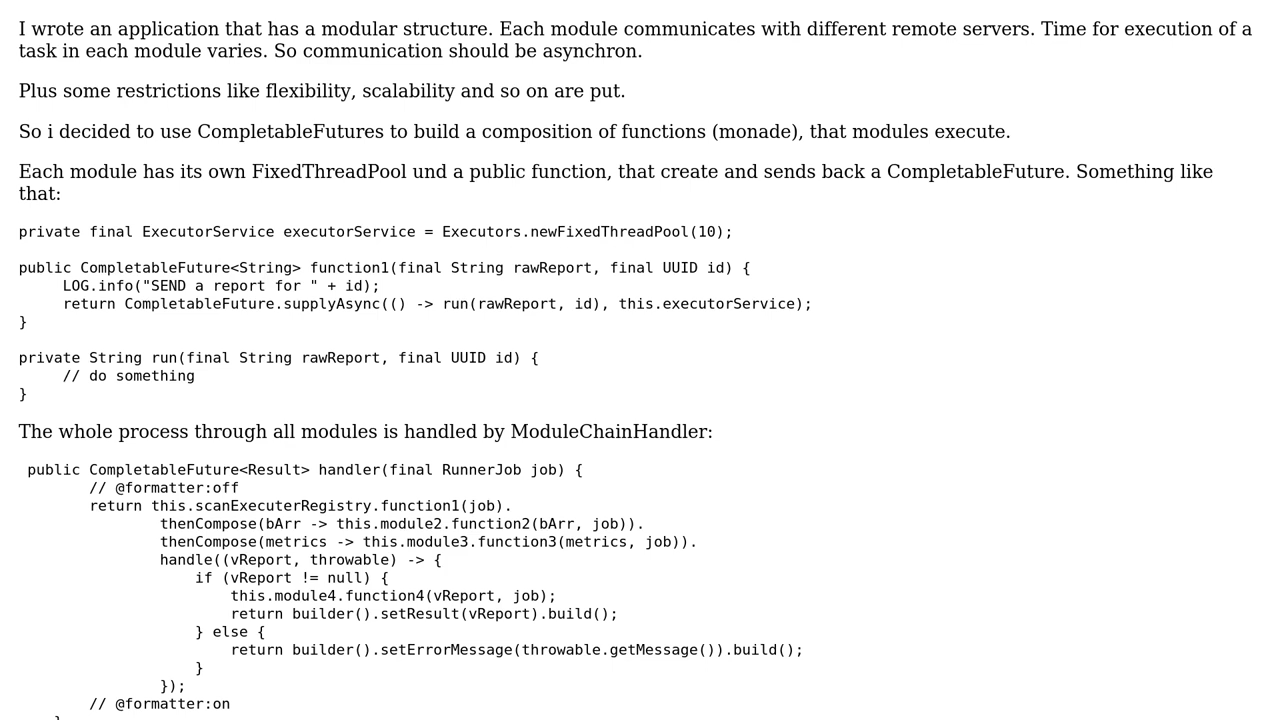 I wrote an application that has a modular structure. Each module communicates with different remote servers. Time for execution of a
task in each module varies. So communication should be asynchron.
Plus some restrictions like flexibility, scalability and so on are put.
So i decided to use CompletableFutures to build a composition of functions (monade), that modules execute.
Each module has its own FixedThreadPool und a public function, that create and sends back a CompletableFuture. Something like
that:
private final ExecutorService executorService = Executors.newFixedThreadPool(10);
public CompletableFuture<String> function1(final String rawReport, final UUID id) {
     LOG.info("SEND a report for " + id);
     return CompletableFuture.supplyAsync(() -> run(rawReport, id), this.executorService);
}
private String run(final String rawReport, final UUID id) {
     // do something
}
The whole process through all modules is handled by ModuleChainHandler:
 public CompletableFuture<Result> handler(final RunnerJob job) {
        // @formatter:off
        return this.scanExecuterRegistry.function1(job).
                thenCompose(bArr -> this.module2.function2(bArr, job)).
                thenCompose(metrics -> this.module3.function3(metrics, job)).
                handle((vReport, throwable) -> {
                    if (vReport != null) {
                        this.module4.function4(vReport, job);
                        return builder().setResult(vReport).build();
                    } else {
                        return builder().setErrorMessage(throwable.getMessage()).build();
                    }
                });
        // @formatter:on